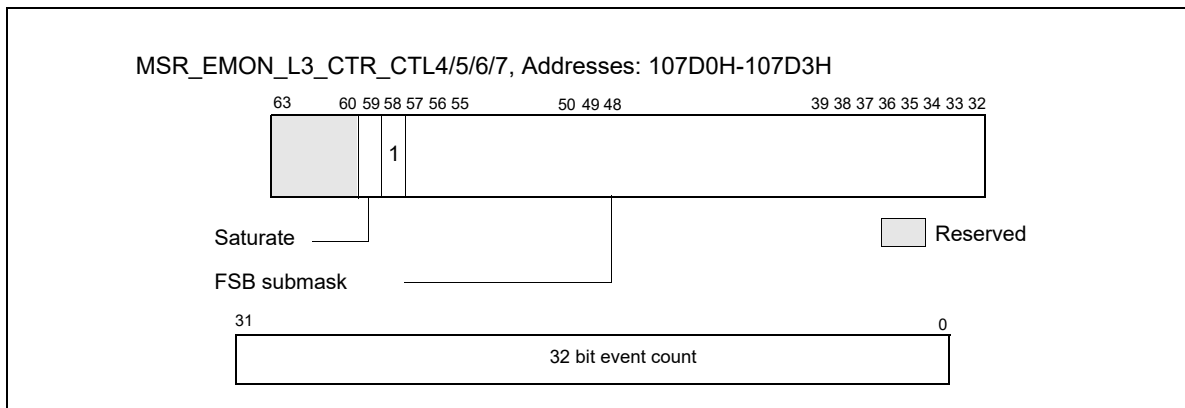 MSR_EMON_L3_CTR_CTL4/5/6/7, Addresses: 107D0H-107D3H
63 60 59 58 57 56 55 50 49 48 39 38 37 36 35 34 33 32
1
Saturate
Reserved
FSB submask
31 0
32 bit event count